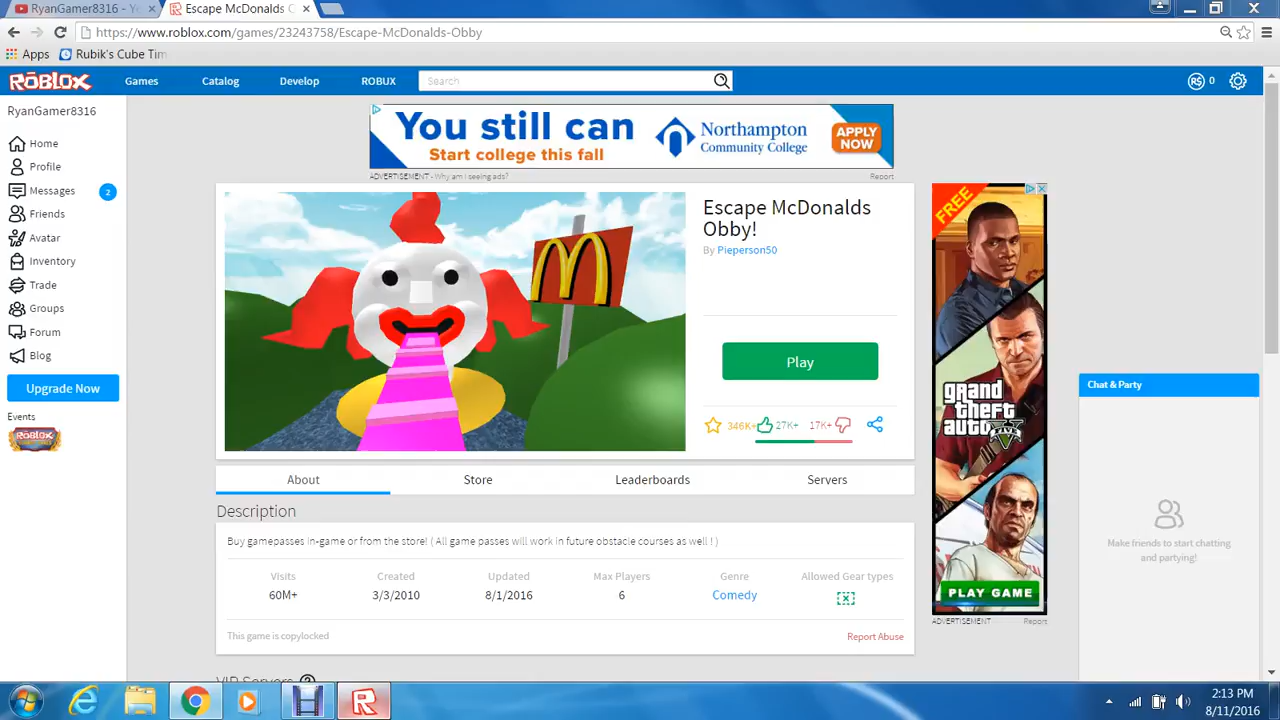 RyanGamer8316 - Y
Escape McDonalds O
https://www.roblox.com/games/23243758/Escape-McDonalds-Obby
Apps
Rubik's Cube Tim
ROBLOX
Games
Catalog
Develop
ROBUX
Search
R$ 0
RyanGamer8316
Home
Profile
Messages
2
Friends
Avatar
Inventory
Trade
Groups
Forum
Blog
Upgrade Now
Events
ROBLOX
You still can
Start college this fall
Northampton
Community College
APPLY
NOW
ADVERTISEMENT - Why am I seeing ads?
Report
M
Escape McDonalds
Obby!
By Pieperson50
Play
346K+
27K+
17K+
About
Store
Leaderboards
Servers
Description
Buy gamepasses in-game or from the store! ( All game passes will work in future obstacle courses as well ! )
Visits
Created
Updated
Max Players
Genre
Allowed Gear types
60M+
3/3/2010
8/1/2016
6
Comedy
This game is copylocked
Report Abuse
VIP Servers
FREE
grand
theft
auto
V
FIVE
PLAY GAME
ADVERTISEMENT
Report
Chat & Party
Make friends to start chatting
and partying!
2:13 PM
8/11/2016